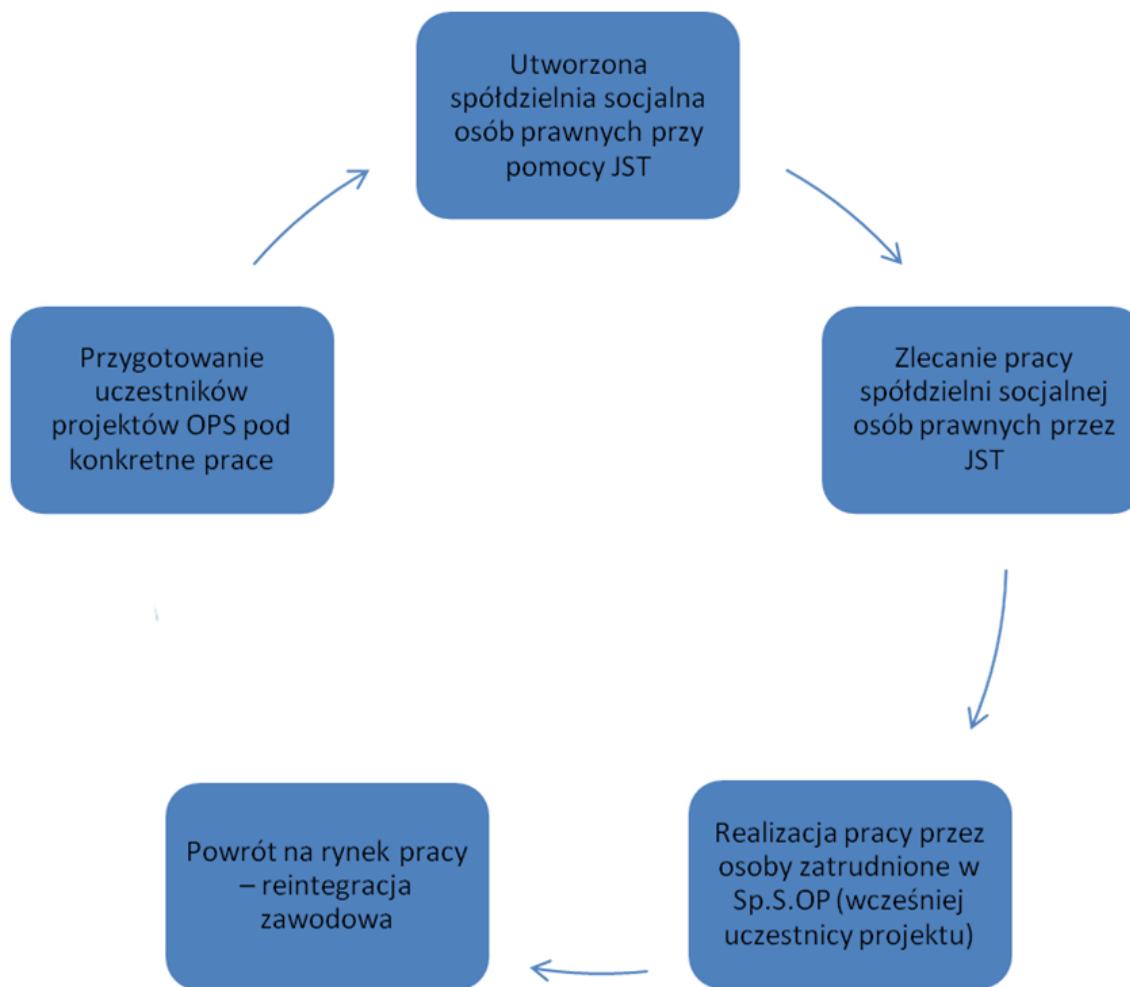 Utworzona
spółdzielnia socjalna
osób prawnych przy
pomocy JST
Zlecanie pracy
spółdzielni socjalnej
osób prawnych przez
JST
Realizacja pracy przez
osoby zatrudnione w
Sp.S.OP (wcześniej
uczestnicy projektu)
Powrót na rynek pracy
– reintegracja
zawodowa
Przygotowanie
uczestników
projektów OPS pod
konkretne prace